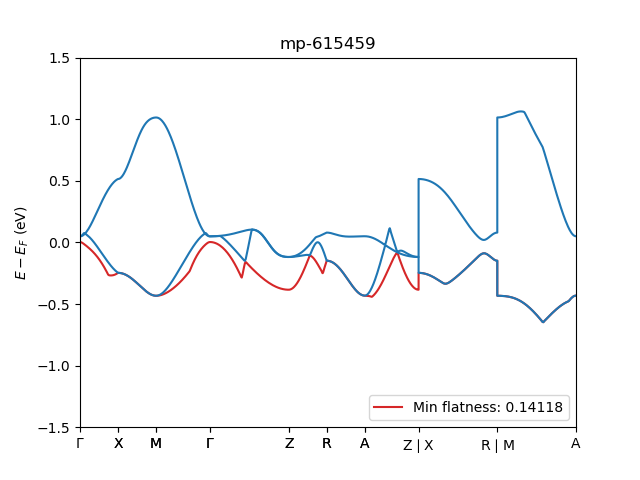 mp-615459
E − E_F (eV)
1.5
1.0
0.5
0.0
−0.5
−1.0
−1.5
Min flatness: 0.14118
Γ X M Γ Z R A Z | X R | M A